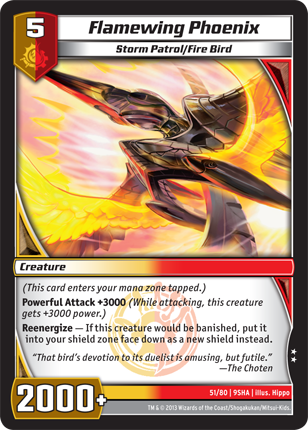 5
Flamewing Phoenix
Storm Patrol/Fire Bird
Creature
(This card enters your mana zone tapped.)
Powerful Attack +3000 (While attacking, this creature
gets +3000 power.)
Reenergize — If this creature would be banished, put it
into your shield zone face down as a new shield instead.
"That bird's devotion to its duelist is amusing, but futile."
—The Choten
2000+
51/80 | 9SHA | illus. Hippo
TM & © 2013 Wizards of the Coast/Shogakukan/Mitsui-Kids.